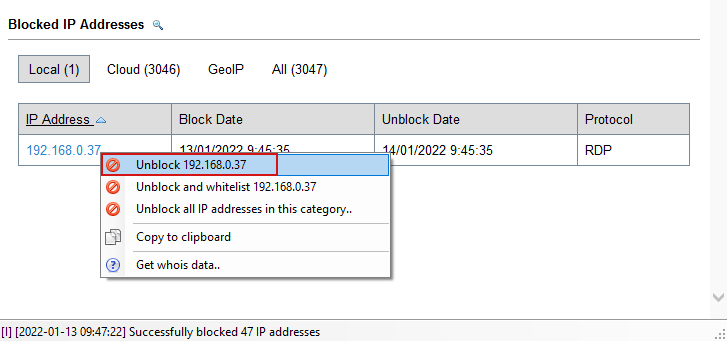 Blocked IP Addresses
Local (1) Cloud (3046) GeoIP All (3047)
IP Address Block Date Unblock Date Protocol
192.168.0.37 13/01/2022 9:45:35 14/01/2022 9:45:35 RDP
Unblock 192.168.0.37
Unblock and whitelist 192.168.0.37
Unblock all IP addresses in this category..
Copy to clipboard
Get whois data..
[I] [2022-01-13 09:47:22] Successfully blocked 47 IP addresses